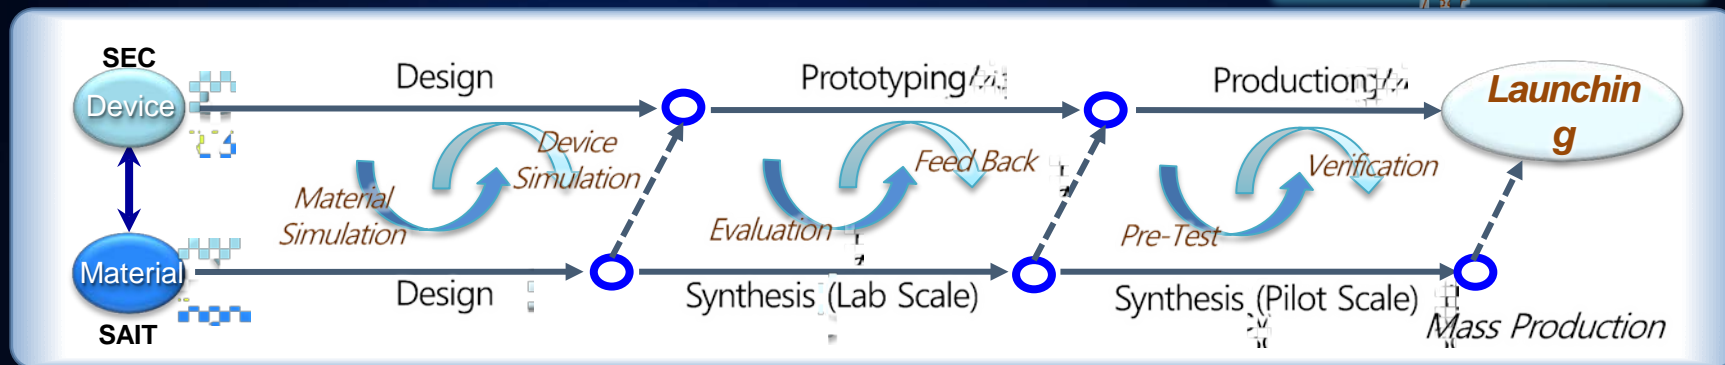 SEC
Device
Design
Prototyping
Production
Launchin
g
Device
Simulation
Material
Simulation
Feed Back
Evaluation
Verification
Pre-Test
Material
SAIT
Design
Synthesis (Lab Scale)
Synthesis (Pilot Scale)
Mass Production